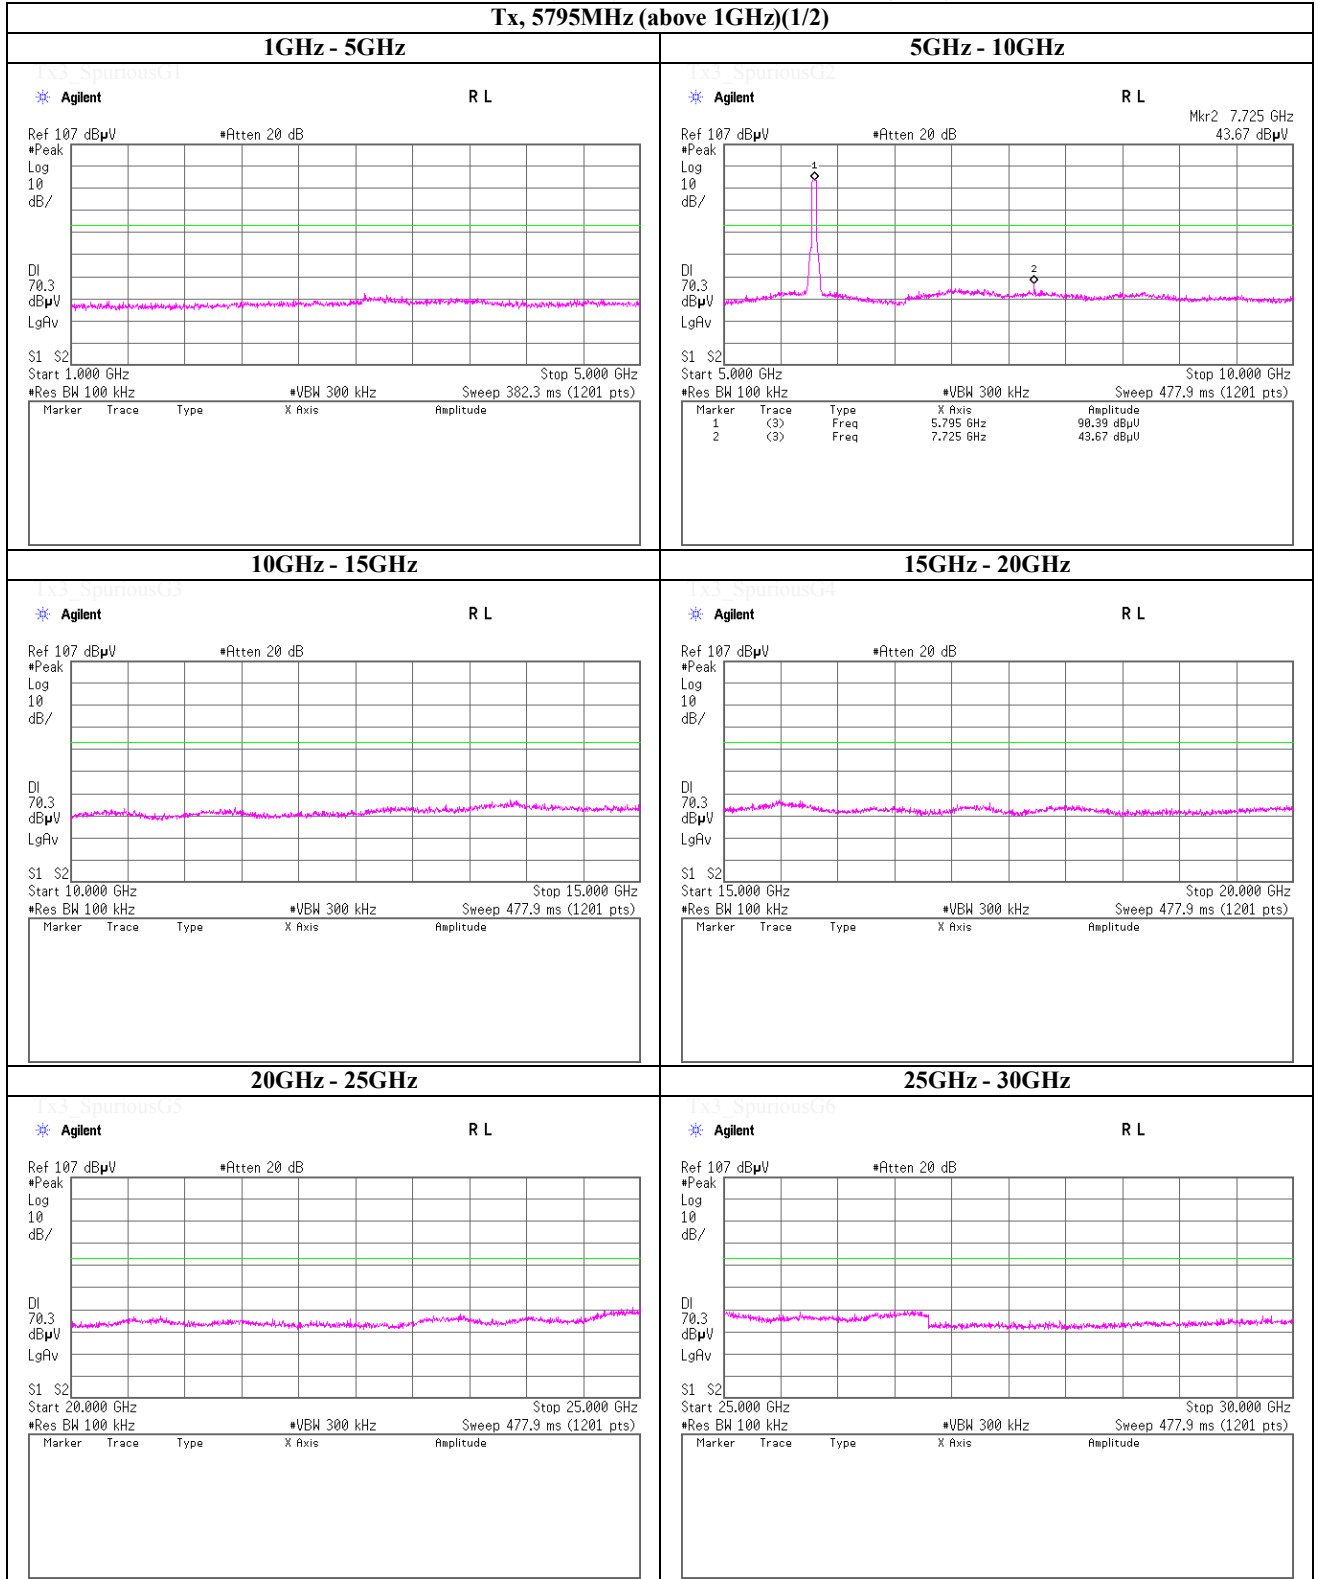 Tx, 5795MHz (above 1GHz)(1/2)
1GHz - 5GHz
Tx3_SpuriousG1
Agilent
R L
Ref 107 dBµV
#Atten 20 dB
#Peak
Log
10
dB/
DI
70.3
dBµV
LgAv
S1 S2
Start 1.000 GHz
Stop 5.000 GHz
#Res BW 100 kHz
#VBW 300 kHz
Sweep 382.3 ms (1201 pts)
Marker Trace Type X Axis Amplitude
5GHz - 10GHz
Tx3_SpuriousG2
Agilent
R L
Mkr2 7.725 GHz
Ref 107 dBµV
#Atten 20 dB
43.67 dBµV
#Peak
Log
10
dB/
1
2
DI
70.3
dBµV
LgAv
S1 S2
Start 5.000 GHz
Stop 10.000 GHz
#Res BW 100 kHz
#VBW 300 kHz
Sweep 477.9 ms (1201 pts)
Marker Trace Type X Axis Amplitude
1 (3) Freq 5.795 GHz 90.39 dBµV
2 (3) Freq 7.725 GHz 43.67 dBµV
10GHz - 15GHz
Tx3_SpuriousG3
Agilent
R L
Ref 107 dBµV
#Atten 20 dB
#Peak
Log
10
dB/
DI
70.3
dBµV
LgAv
S1 S2
Start 10.000 GHz
Stop 15.000 GHz
#Res BW 100 kHz
#VBW 300 kHz
Sweep 477.9 ms (1201 pts)
Marker Trace Type X Axis Amplitude
15GHz - 20GHz
Tx3_SpuriousG4
Agilent
R L
Ref 107 dBµV
#Atten 20 dB
#Peak
Log
10
dB/
DI
70.3
dBµV
LgAv
S1 S2
Start 15.000 GHz
Stop 20.000 GHz
#Res BW 100 kHz
#VBW 300 kHz
Sweep 477.9 ms (1201 pts)
Marker Trace Type X Axis Amplitude
20GHz - 25GHz
Tx3_SpuriousG5
Agilent
R L
Ref 107 dBµV
#Atten 20 dB
#Peak
Log
10
dB/
DI
70.3
dBµV
LgAv
S1 S2
Start 20.000 GHz
Stop 25.000 GHz
#Res BW 100 kHz
#VBW 300 kHz
Sweep 477.9 ms (1201 pts)
Marker Trace Type X Axis Amplitude
25GHz - 30GHz
Tx3_SpuriousG6
Agilent
R L
Ref 107 dBµV
#Atten 20 dB
#Peak
Log
10
dB/
DI
70.3
dBµV
LgAv
S1 S2
Start 25.000 GHz
Stop 30.000 GHz
#Res BW 100 kHz
#VBW 300 kHz
Sweep 477.9 ms (1201 pts)
Marker Trace Type X Axis Amplitude